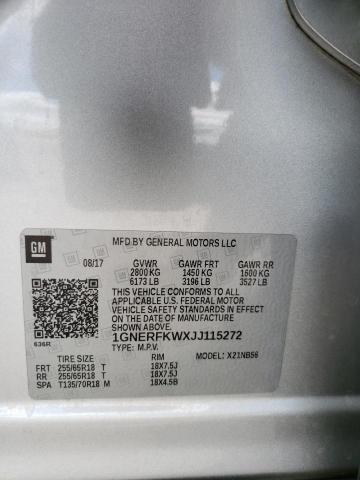 GM
MFD BY GENERAL MOTORS LLC
08/17 GVWR GAWR FRT GAWR RR
2800 KG 1450 KG 1600 KG
6173 LB 3196 LB 3527 LB
THIS VEHICLE CONFORMS TO ALL
APPLICABLE U.S. FEDERAL MOTOR
VEHICLE SAFETY STANDARDS IN EFFECT
ON THE DATE OF MANUFACTURE
SHOWN ABOVE.
636R
1GNERFKWXJJ115272
TYPE: M.P.V. MODEL: X21NB56
TIRE SIZE RIM
FRT 255/65R18 T 18X7.5J
RR 255/65R18 T 18X7.5J
SPA T135/70R18 M 18X4.5B